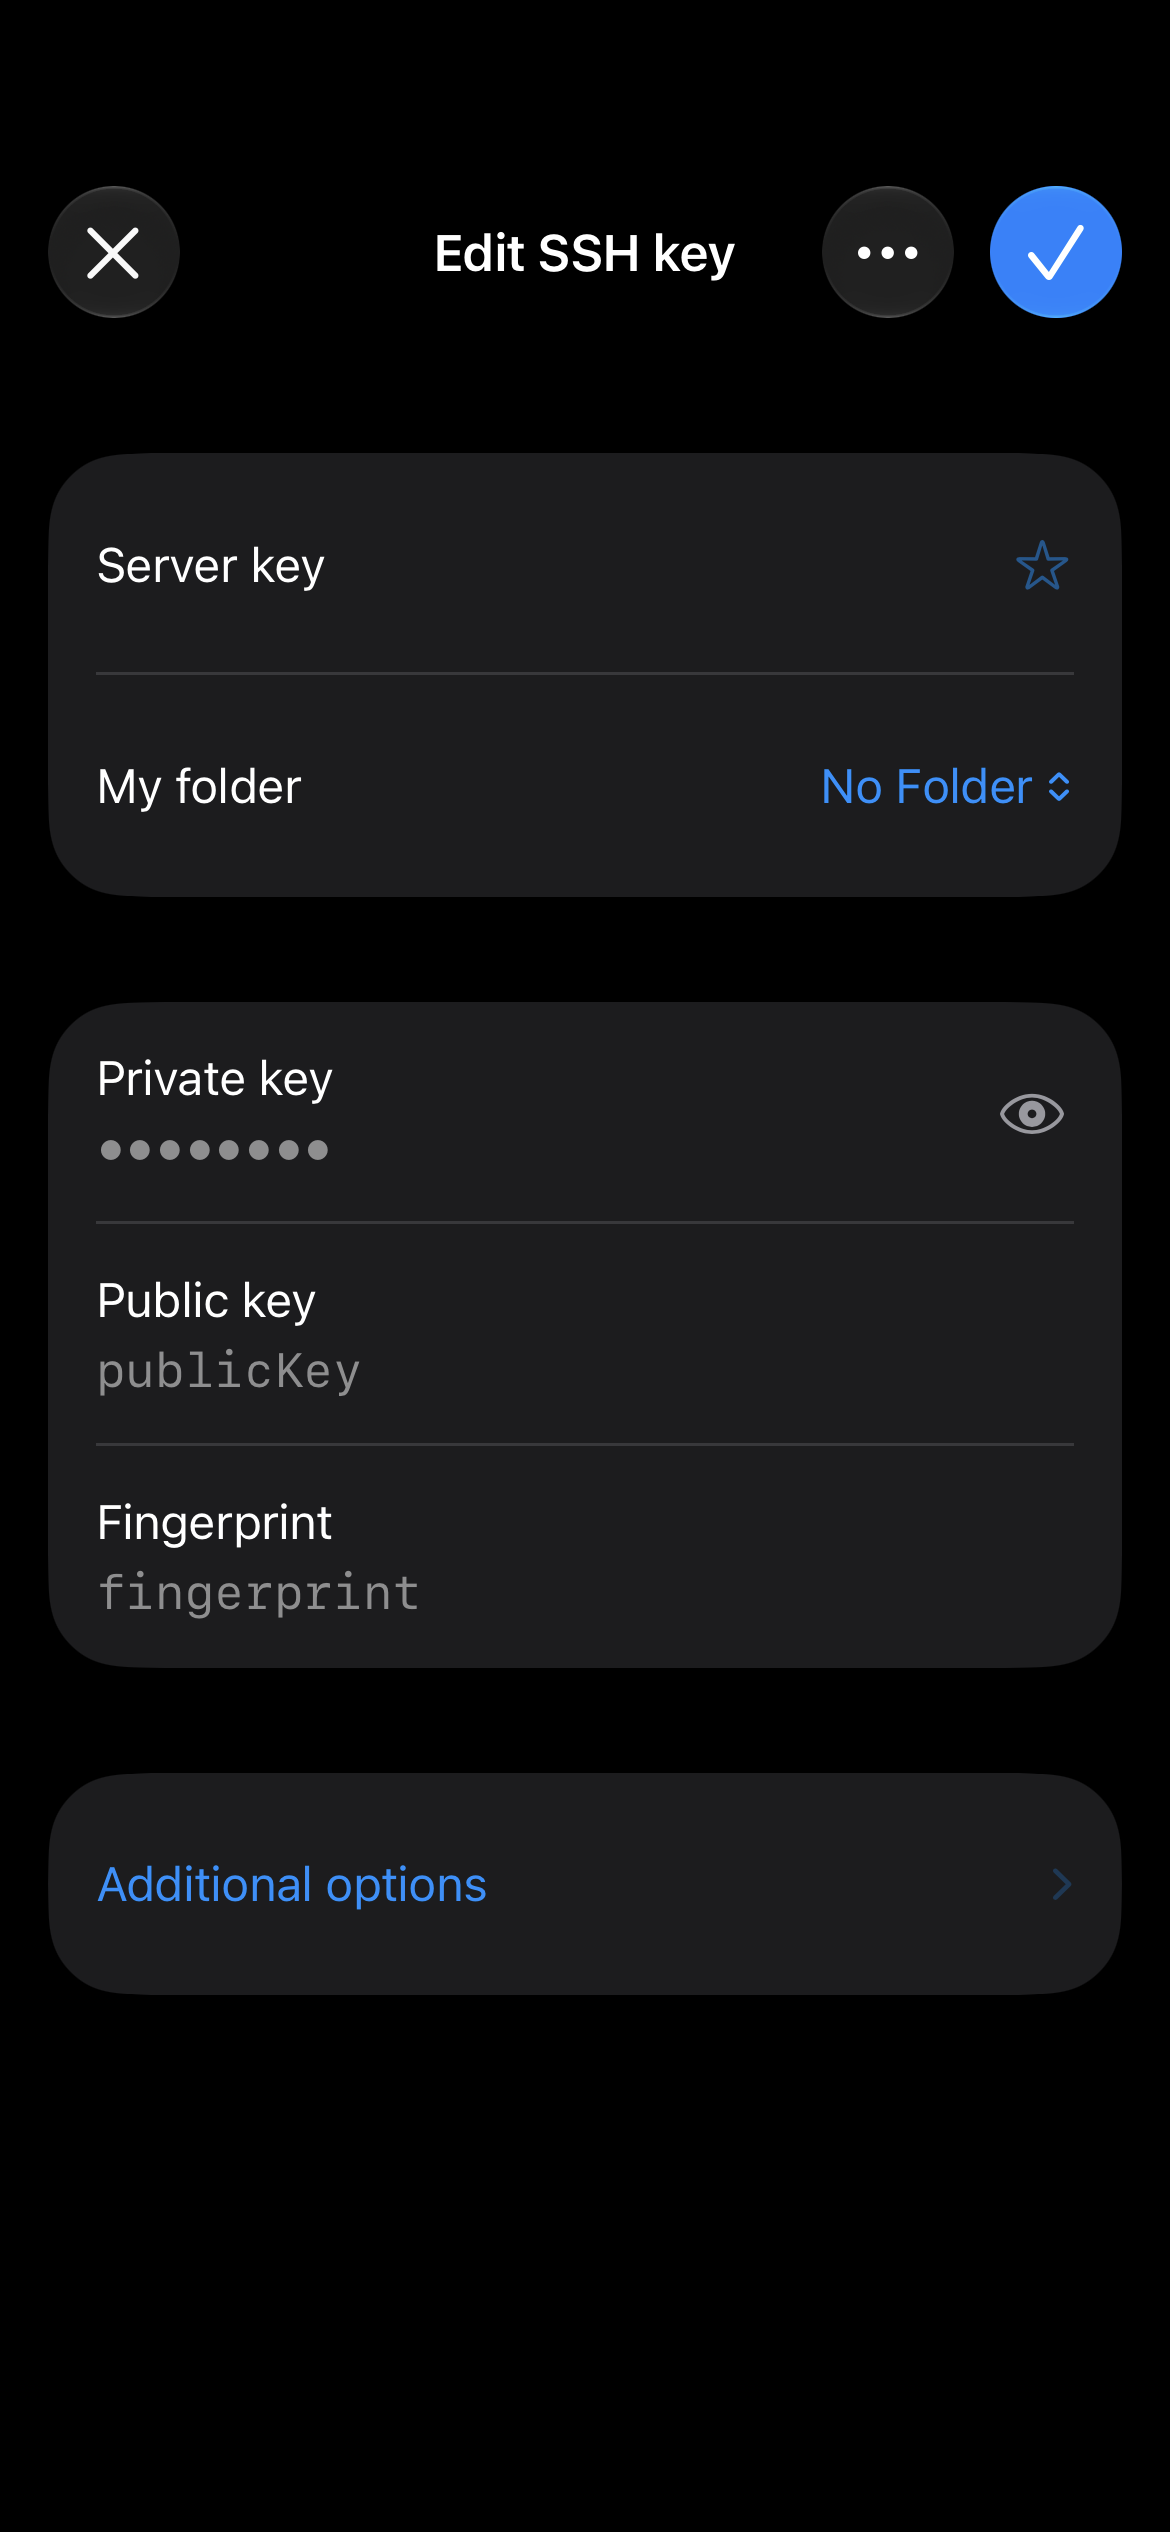 Edit SSH key
Server key
My folder No Folder
Private key
••••••••
Public key
publicKey
Fingerprint
fingerprint
Additional options